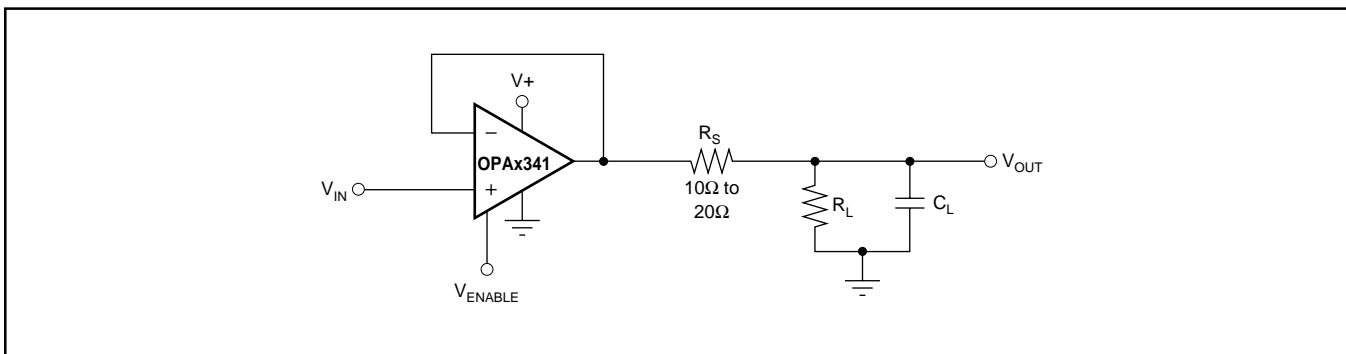 V+
−
OPAx341
+
V_IN
V_ENABLE
R_S
10Ω to
20Ω
R_L
C_L
V_OUT